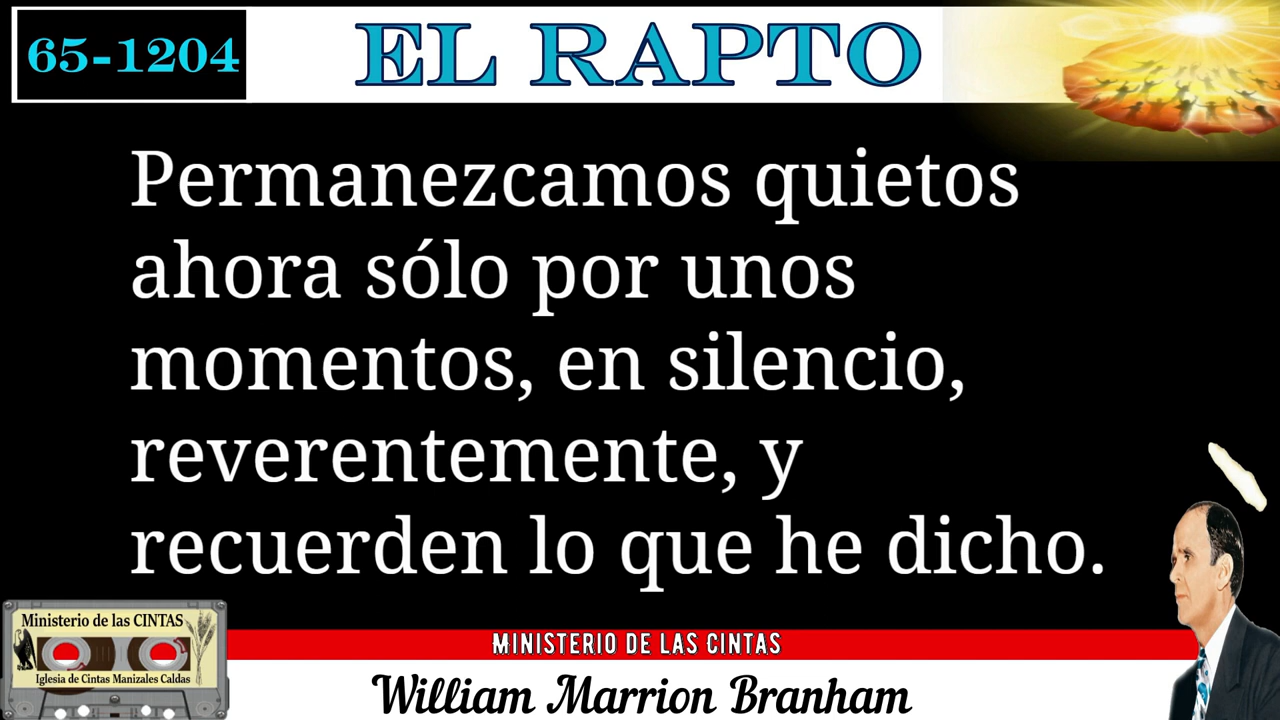 65-1204
EL RAPTO
Permanezcamos quietos
ahora sólo por unos
momentos, en silencio,
reverentemente, y
recuerden lo que he dicho.
MINISTERIO DE LAS CINTAS
William Marrion Branham
Ministerio de las CINTAS
Iglesia de Cintas Manizales Caldas